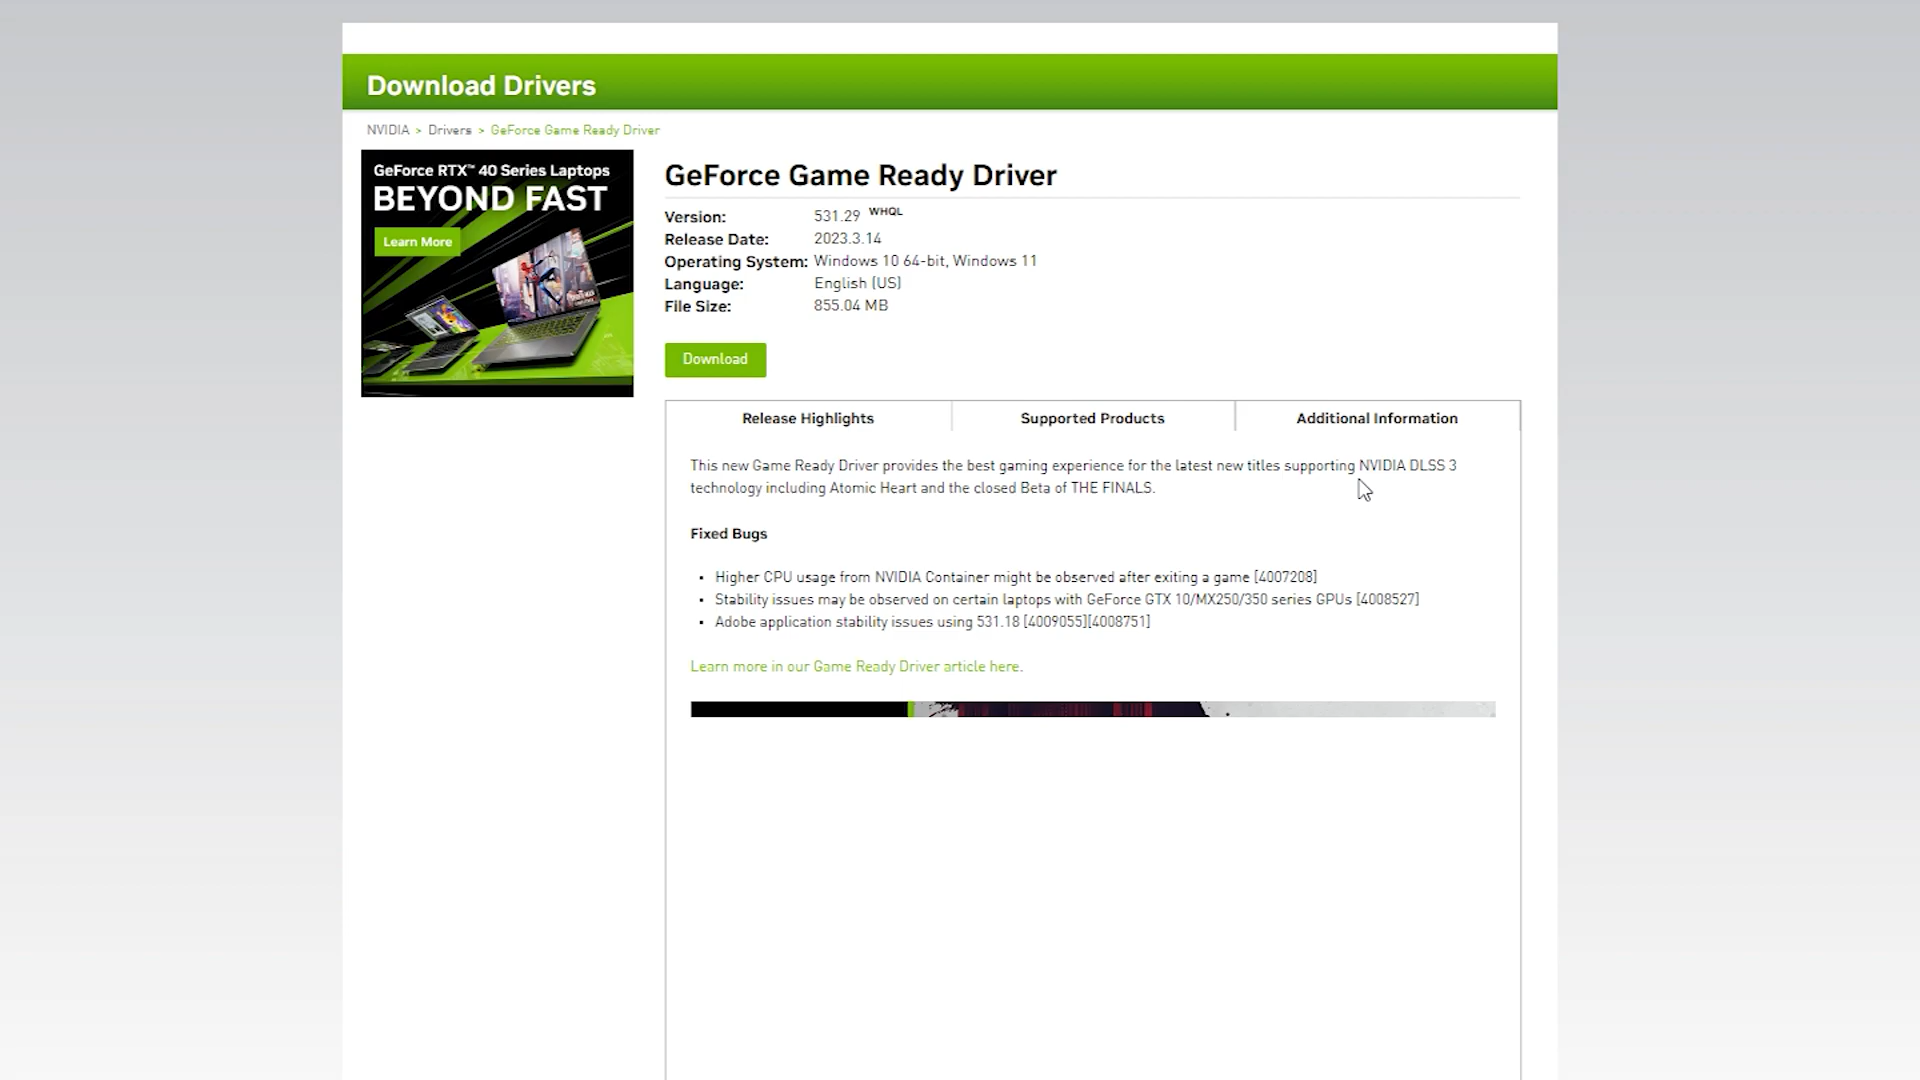 Download Drivers
NVIDIA > Drivers > GeForce Game Ready Driver
GeForce RTX™ 40 Series Laptops
BEYOND FAST
Learn More
GeForce Game Ready Driver
Version: 531.29 WHQL
Release Date: 2023.3.14
Operating System: Windows 10 64-bit, Windows 11
Language: English (US)
File Size: 855.04 MB
Download
Release Highlights Supported Products Additional Information
This new Game Ready Driver provides the best gaming experience for the latest new titles supporting NVIDIA DLSS 3
technology including Atomic Heart and the closed Beta of THE FINALS.
Fixed Bugs
• Higher CPU usage from NVIDIA Container might be observed after exiting a game [4007208]
• Stability issues may be observed on certain laptops with GeForce GTX 10/MX250/350 series GPUs [4008527]
• Adobe application stability issues using 531.18 [4009055][4008751]
Learn more in our Game Ready Driver article here.